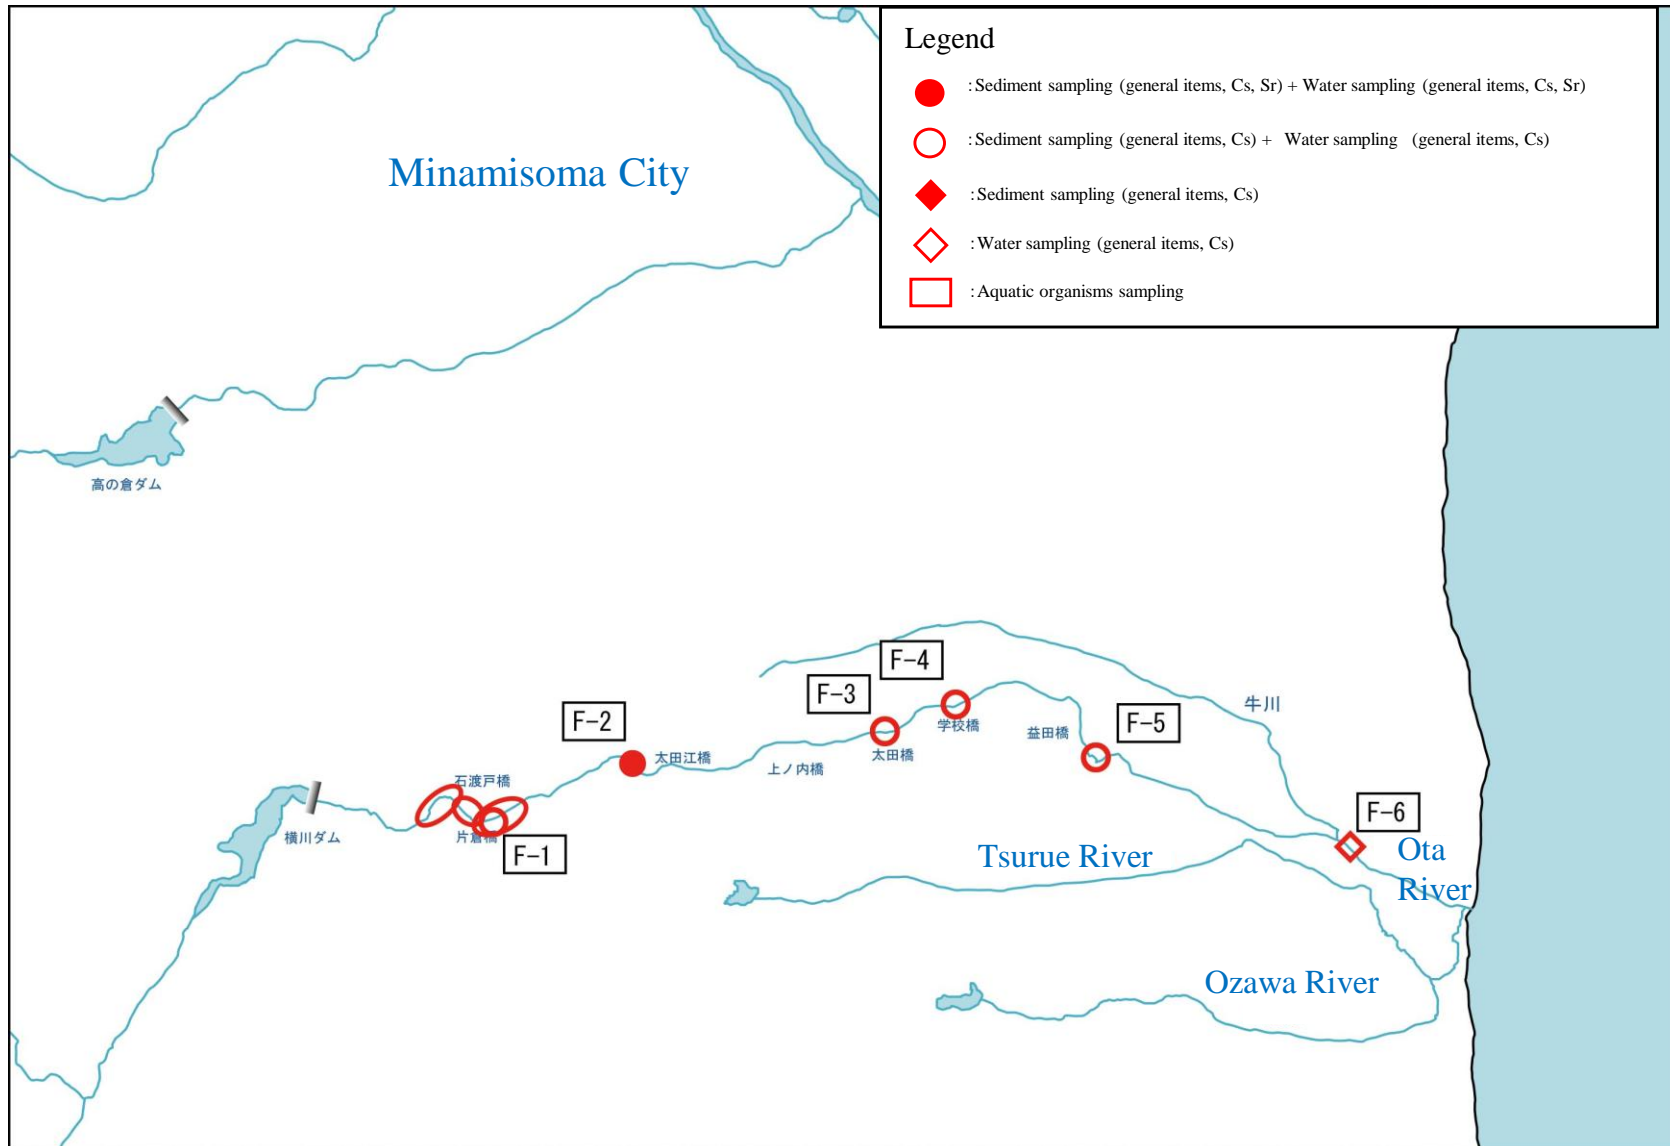 Legend
:Sediment sampling (general items, Cs, Sr) + Water sampling (general items, Cs, Sr)
:Sediment sampling (general items, Cs) + Water sampling (general items, Cs)
:Sediment sampling (general items, Cs)
:Water sampling (general items, Cs)
:Aquatic organisms sampling
Minamisoma City
高の倉ダム
F-4
F-3
F-2
F-5
牛川
学校橋
益田橋
太田橋
太田江橋
上ノ内橋
石渡戸橋
横川ダム
片倉橋
F-1
F-6
Ota
River
Tsurue River
Ozawa River